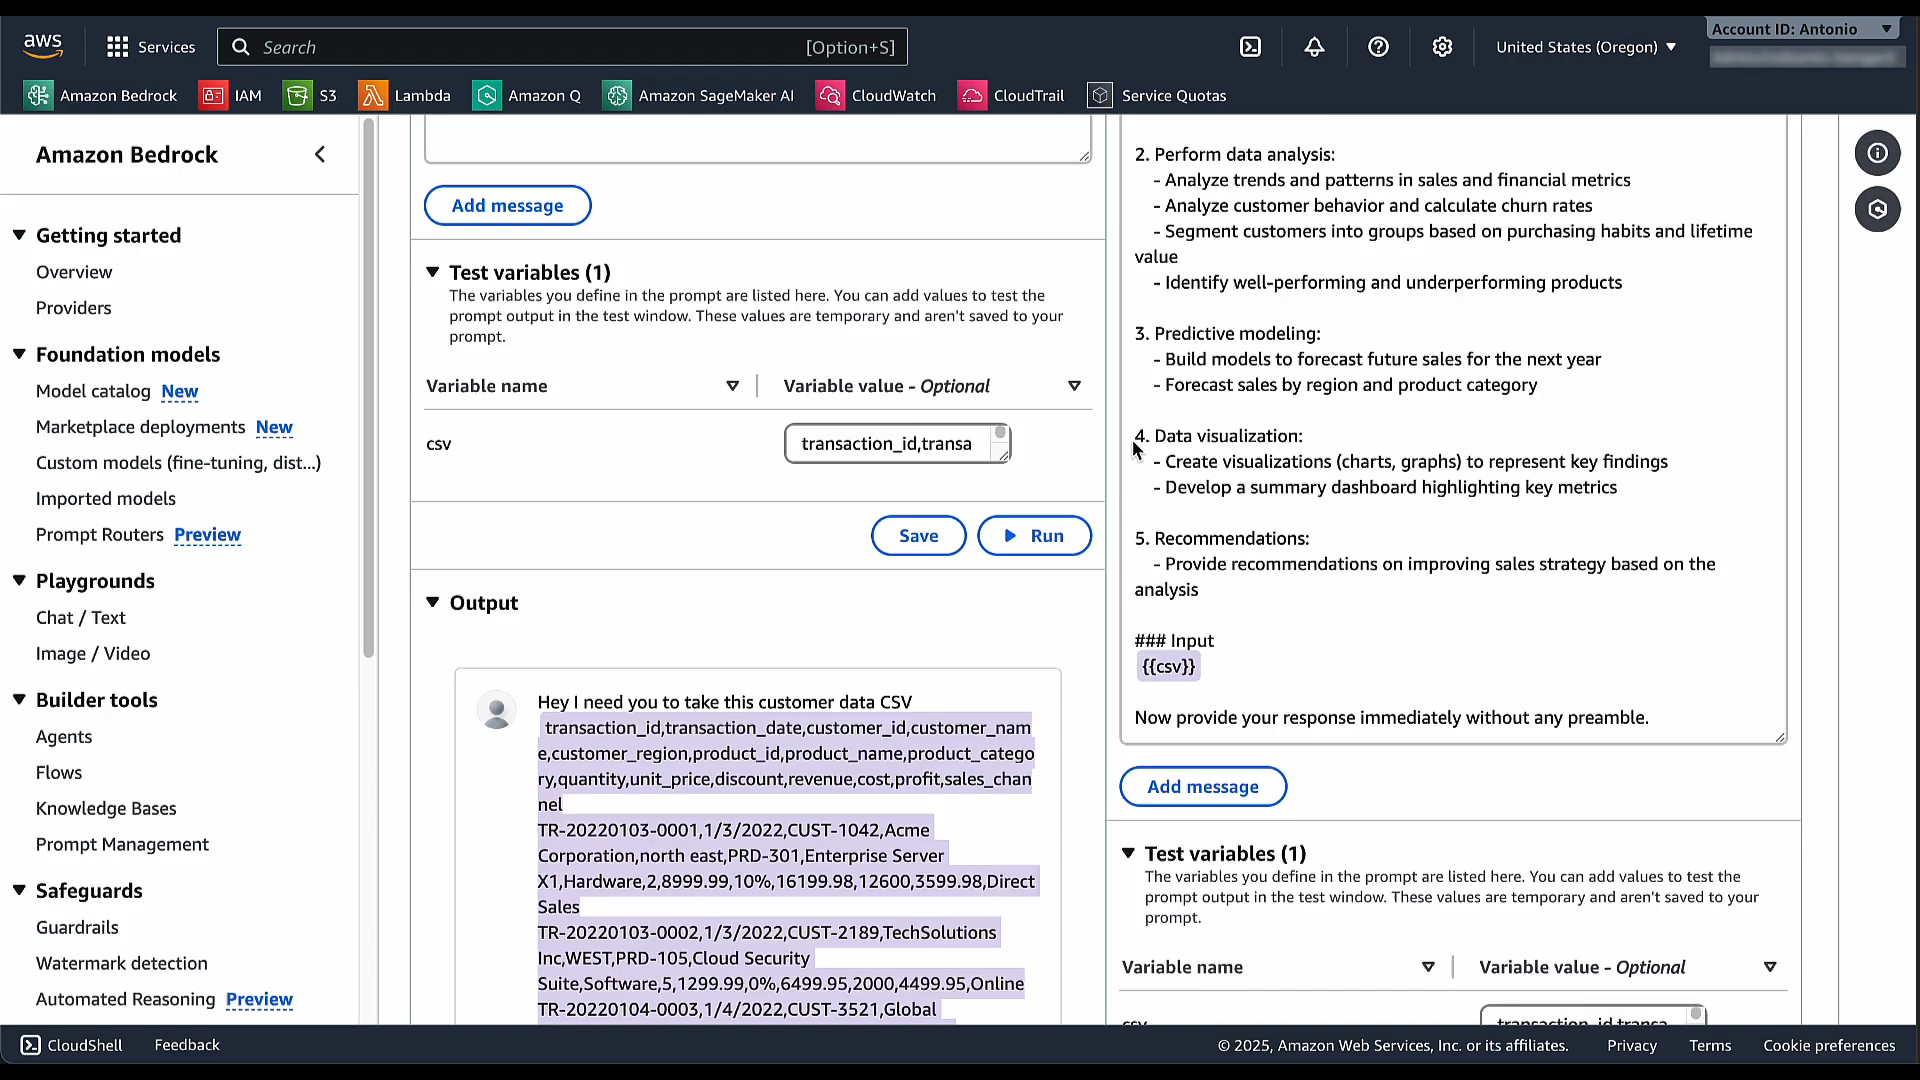 aws
Services
Search
[Option+S]
United States (Oregon)
Account ID: Antonio
Amazon Bedrock
IAM
S3
Lambda
Amazon Q
Amazon SageMaker AI
CloudWatch
CloudTrail
Service Quotas
Amazon Bedrock
Getting started
Overview
Providers
Foundation models
Model catalog New
Marketplace deployments New
Custom models (fine-tuning, dist...)
Imported models
Prompt Routers Preview
Playgrounds
Chat / Text
Image / Video
Builder tools
Agents
Flows
Knowledge Bases
Prompt Management
Safeguards
Guardrails
Watermark detection
Automated Reasoning Preview
Add message
Test variables (1)
The variables you define in the prompt are listed here. You can add values to test the
prompt output in the test window. These values are temporary and aren't saved to your
prompt.
Variable name
Variable value - Optional
csv
transaction_id,transa
Save
Run
Output
Hey I need you to take this customer data CSV
transaction_id,transaction_date,customer_id,customer_nam
e,customer_region,product_id,product_name,product_catego
ry,quantity,unit_price,discount,revenue,cost,profit,sales_chan
nel
TR-20220103-0001,1/3/2022,CUST-1042,Acme
Corporation,north east,PRD-301,Enterprise Server
X1,Hardware,2,8999.99,10%,16199.98,12600,3599.98,Direct
Sales
TR-20220103-0002,1/3/2022,CUST-2189,TechSolutions
Inc,WEST,PRD-105,Cloud Security
Suite,Software,5,1299.99,0%,6499.95,2000,4499.95,Online
TR-20220104-0003,1/4/2022,CUST-3521,Global
2. Perform data analysis:
- Analyze trends and patterns in sales and financial metrics
- Analyze customer behavior and calculate churn rates
- Segment customers into groups based on purchasing habits and lifetime
value
- Identify well-performing and underperforming products
3. Predictive modeling:
- Build models to forecast future sales for the next year
- Forecast sales by region and product category
4. Data visualization:
- Create visualizations (charts, graphs) to represent key findings
- Develop a summary dashboard highlighting key metrics
5. Recommendations:
- Provide recommendations on improving sales strategy based on the
analysis
### Input
{{csv}}
Now provide your response immediately without any preamble.
Add message
Test variables (1)
The variables you define in the prompt are listed here. You can add values to test the
prompt output in the test window. These values are temporary and aren't saved to your
prompt.
Variable name
Variable value - Optional
csv
transaction_id,transa
CloudShell
Feedback
© 2025, Amazon Web Services, Inc. or its affiliates.
Privacy
Terms
Cookie preferences